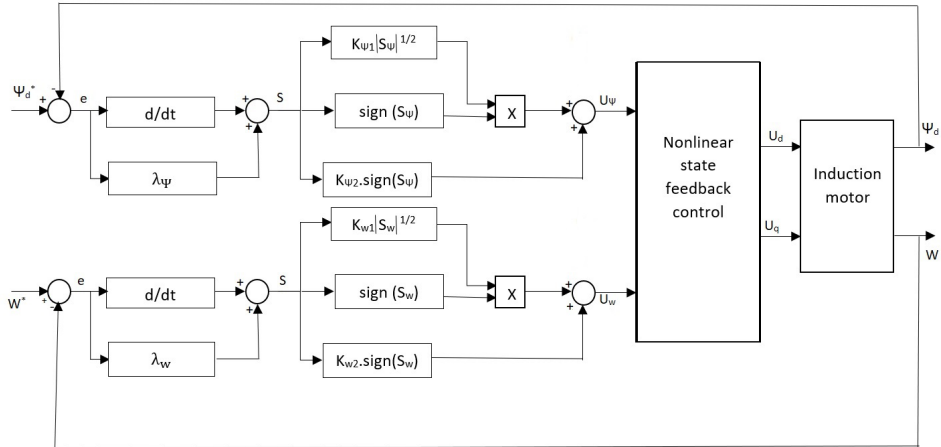 Ψd*
-
+
e
d/dt
λΨ
+
+
S
KΨ1|SΨ| 1/2
sign (SΨ)
KΨ2.sign(SΨ)
X
+
+
UΨ
W*
+
-
e
d/dt
λw
+
+
S
Kw1|Sw| 1/2
sign (Sw)
Kw2.sign(Sw)
X
+
+
Uw
Nonlinear
state
feedback
control
Ud
Uq
Induction
motor
Ψd
W